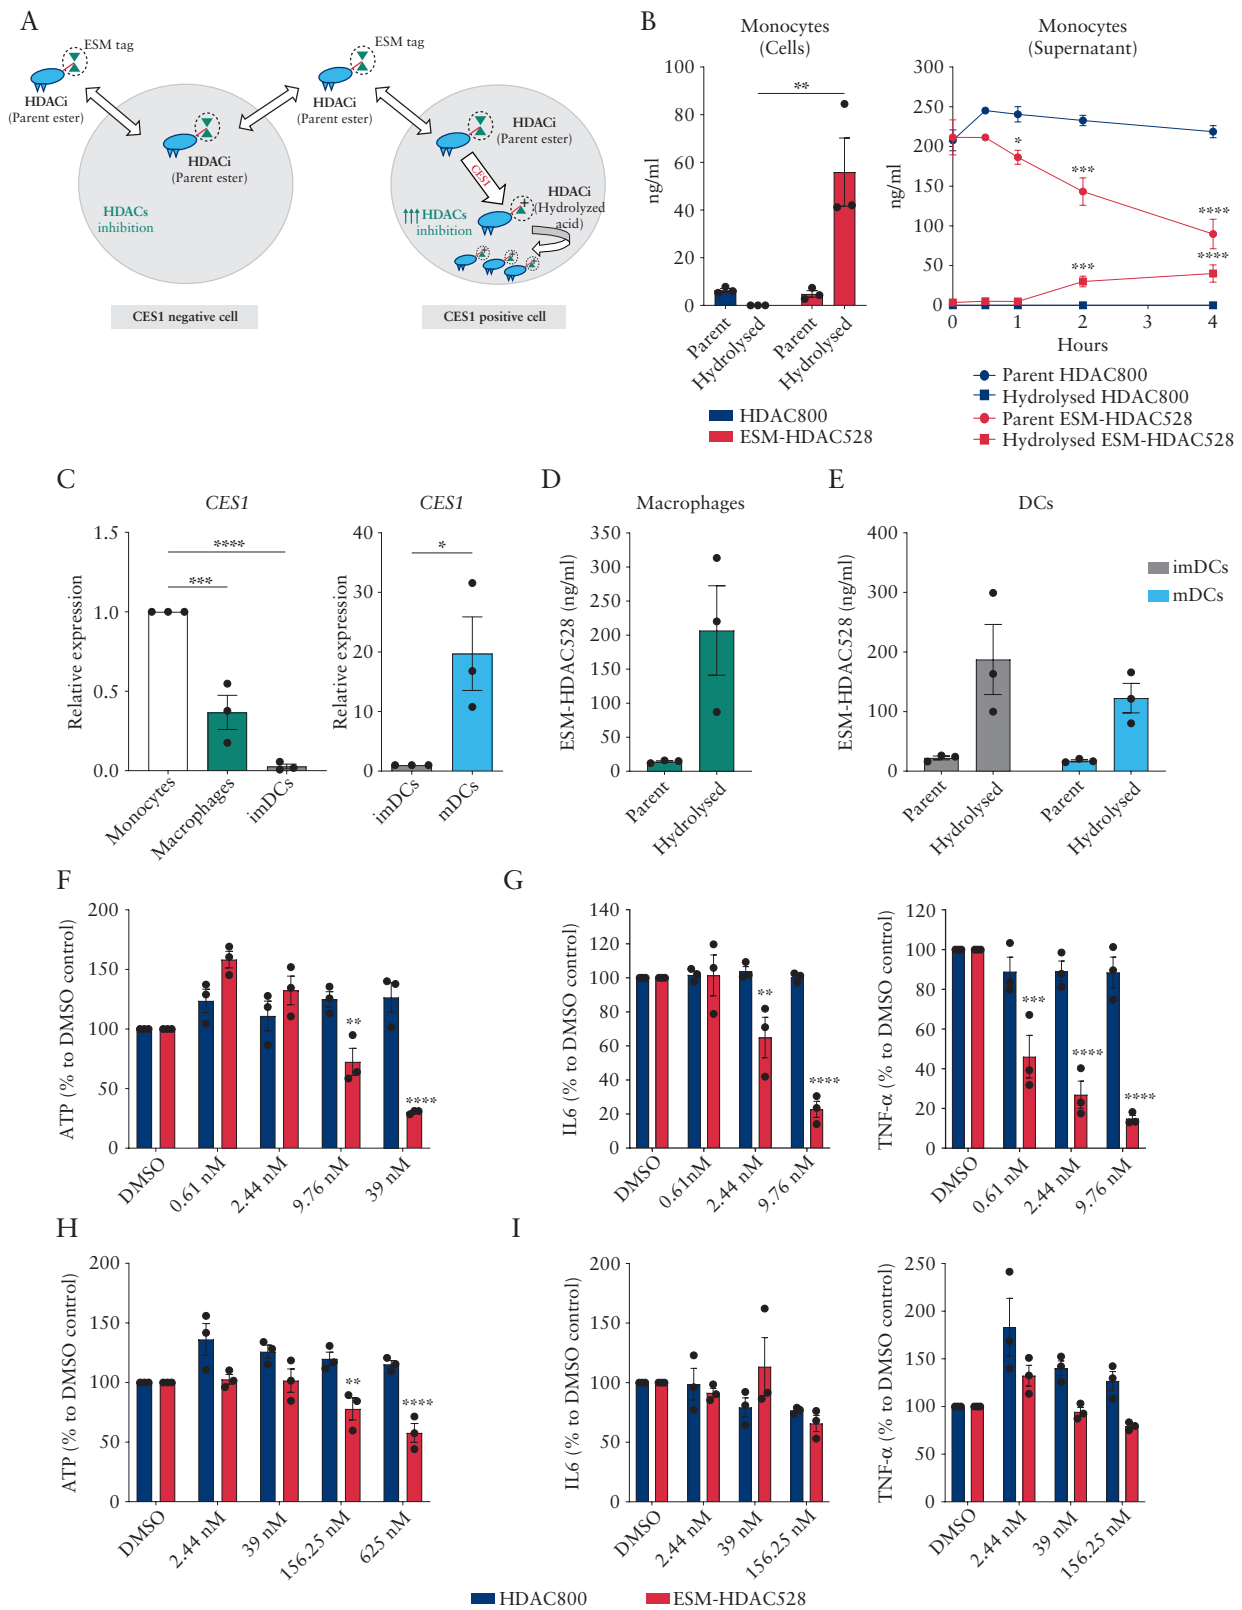 A
ESM tag
HDACi
(Parent ester)
HDACi
(Parent ester)
HDACs
inhibition
CES1 negative cell
ESM tag
HDACi
(Parent ester)
HDACi
(Parent ester)
CES1
HDACi
(Hydrolyzed
acid)
↑↑↑HDACs
inhibition
CES1 positive cell
B
Monocytes
(Cells)
ng/ml
100
80
60
40
20
0
**
Parent
Hydrolysed
Parent
Hydrolysed
HDAC800
ESM-HDAC528
Monocytes
(Supernatant)
ng/ml
300
250
200
150
100
50
0
*
***
****
***
****
0 1 2 3 4
Hours
Parent HDAC800
Hydrolysed HDAC800
Parent ESM-HDAC528
Hydrolysed ESM-HDAC528
C
CES1
Relative expression
1.5
1.0
0.5
0.0
****
***
Monocytes
Macrophages
imDCs
CES1
Relative expression
40
30
20
10
0
*
imDCs
mDCs
D
Macrophages
ESM-HDAC528 (ng/ml)
350
300
250
200
150
100
50
0
Parent
Hydrolysed
E
DCs
ESM-HDAC528 (ng/ml)
400
300
200
100
0
Parent
Hydrolysed
Parent
Hydrolysed
imDCs
mDCs
F
ATP (% to DMSO control)
200
150
100
50
0
**
****
DMSO
0.61 nM
2.44 nM
9.76 nM
39 nM
G
IL6 (% to DMSO control)
140
120
100
80
60
40
20
0
**
****
DMSO
0.61nM
2.44 nM
9.76 nM
TNF-α (% to DMSO control)
120
100
80
60
40
20
0
***
****
****
DMSO
0.61 nM
2.44 nM
9.76 nM
H
ATP (% to DMSO control)
200
150
100
50
0
**
****
DMSO
2.44 nM
39 nM
156.25 nM
625 nM
I
IL6 (% to DMSO control)
200
150
100
50
0
DMSO
2.44 nM
39 nM
156.25 nM
TNF-α (% to DMSO control)
250
200
150
100
50
0
DMSO
2.44 nM
39 nM
156.25 nM
HDAC800
ESM-HDAC528